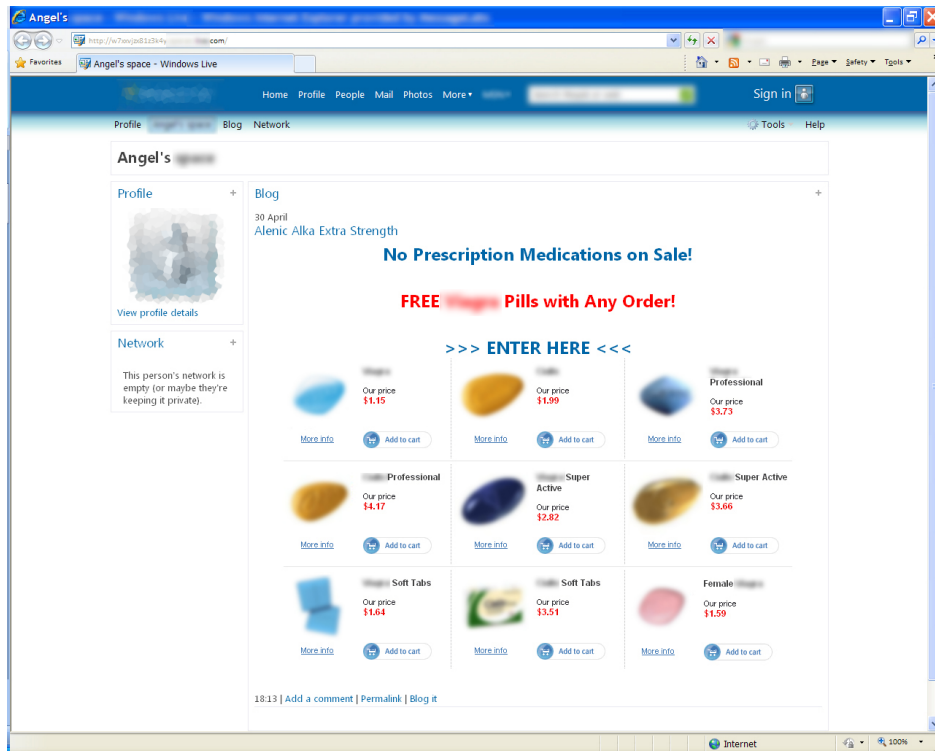 Angel's
http://w7xwvjzx81z3k4y com/
Favorites Angel's space - Windows Live Page Safety Tools
Home Profile People Mail Photos More Sign in
Profile Blog Network Tools Help
Angel's
Profile +
View profile details
Network +
This person's network is
empty (or maybe they're
keeping it private).
Blog +
30 April
Alenic Alka Extra Strength
No Prescription Medications on Sale!
FREE Pills with Any Order!
>>> ENTER HERE <<<
Our price
$1.15
More info Add to cart
Our price
$1.99
More info Add to cart
Professional
Our price
$3.73
More info Add to cart
Professional
Our price
$4.17
More info Add to cart
Super
Active
Our price
$2.82
More info Add to cart
Super Active
Our price
$3.66
More info Add to cart
Soft Tabs
Our price
$1.64
More info Add to cart
Soft Tabs
Our price
$3.51
More info Add to cart
Female
Our price
$1.59
More info Add to cart
18:13 | Add a comment | Permalink | Blog it
Internet 100%